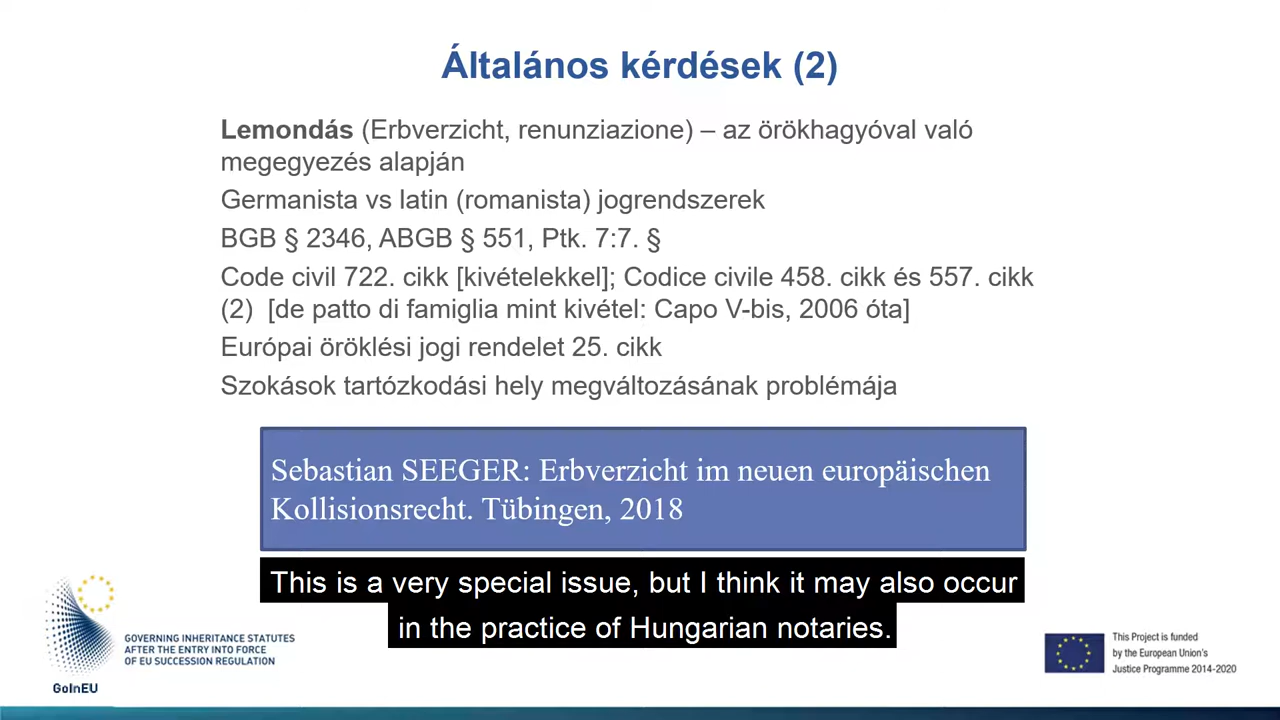 Általános kérdések (2)
Lemondás (Erbverzicht, renunziazione) – az örökhagyóval való
megegyezés alapján
Germanista vs latin (romanista) jogrendszerek
BGB § 2346, ABGB § 551, Ptk. 7:7. §
Code civil 722. cikk [kivételekkel]; Codice civile 458. cikk és 557. cikk
(2) [de patto di famiglia mint kivétel: Capo V-bis, 2006 óta]
Európai öröklési jogi rendelet 25. cikk
Szokásos tartózkodási hely megváltozásának problémája
Sebastian SEEGER: Erbverzicht im neuen europäischen
Kollisionsrecht. Tübingen, 2018
This is a very special issue, but I think it may also occur
in the practice of Hungarian notaries.
GoInEU
GOVERNING INHERITANCE STATUTES
AFTER THE ENTRY INTO FORCE
OF EU SUCCESSION REGULATION
This Project is funded
by the European Union's
Justice Programme 2014-2020